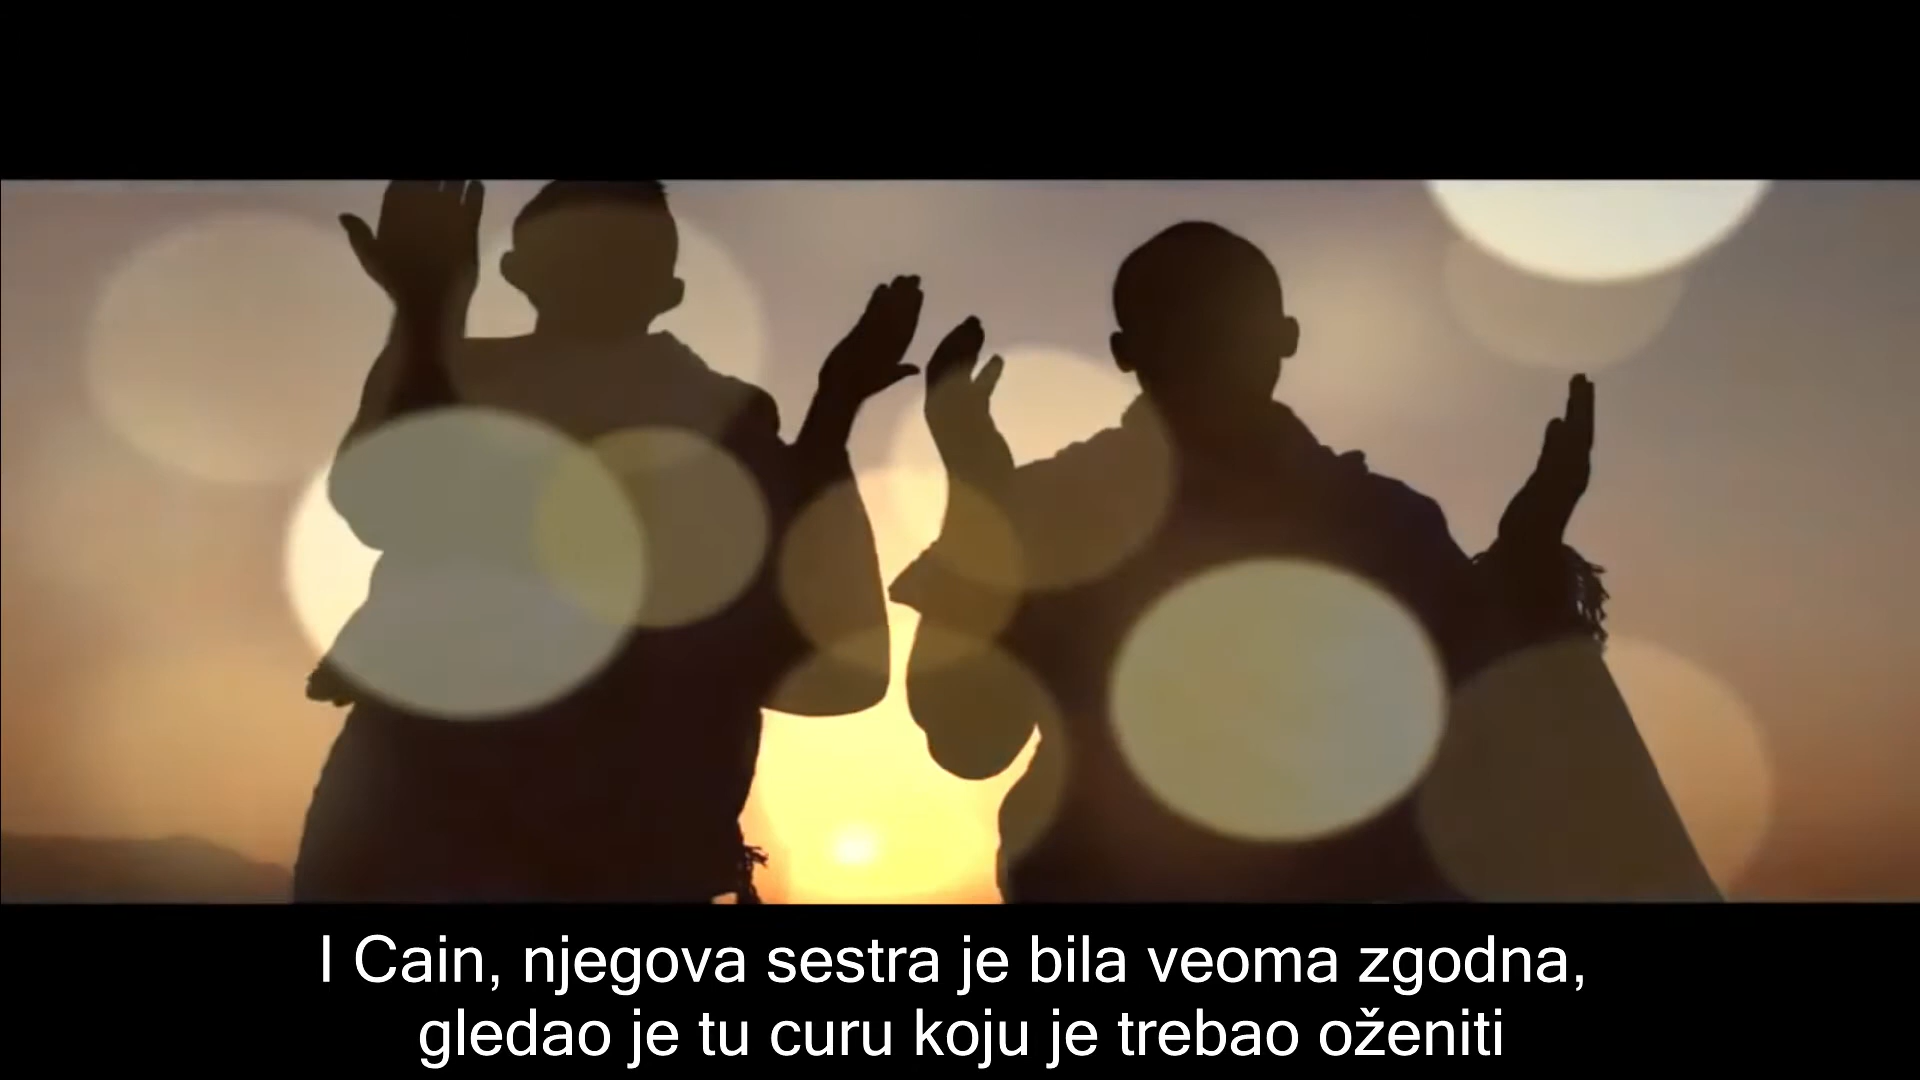 I Cain, njegova sestra je bila veoma zgodna,
gledao je tu curu koju je trebao oženiti